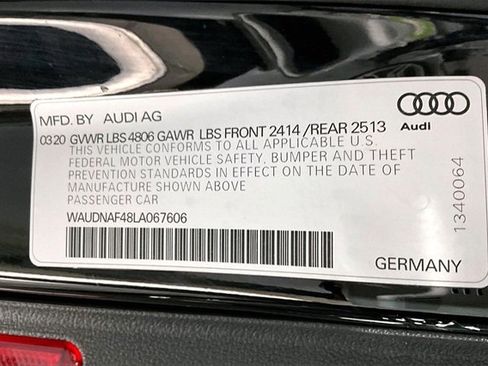 MFD. BY AUDI AG
03 20 GVWR LBS 4806 GAWR LBS FRONT 2414 /REAR 2513
THIS VEHICLE CONFORMS TO ALL APPLICABLE U.S.
FEDERAL MOTOR VEHICLE SAFETY, BUMPER AND THEFT
PREVENTION STANDARDS IN EFFECT ON THE DATE OF
MANUFACTURE SHOWN ABOVE
PASSENGER CAR
WAUDNAF48LA067606
GERMANY
Audi
1340064